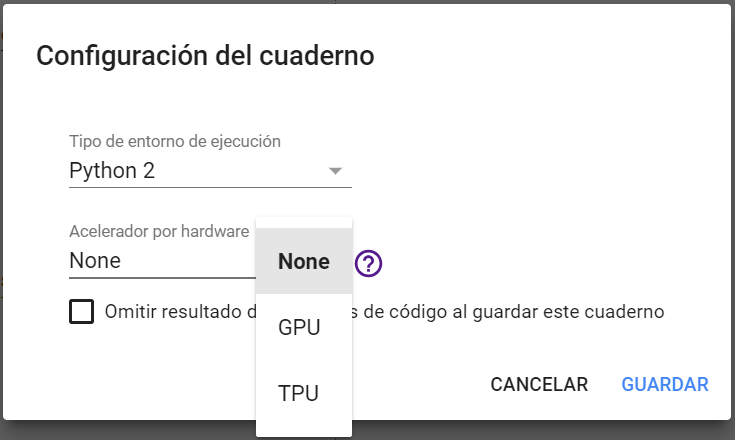 Configuración del cuaderno
Tipo de entorno de ejecución
Python 2
Acelerador por hardware
None
None
GPU
TPU
Omitir resultado d s de código al guardar este cuaderno
CANCELAR GUARDAR